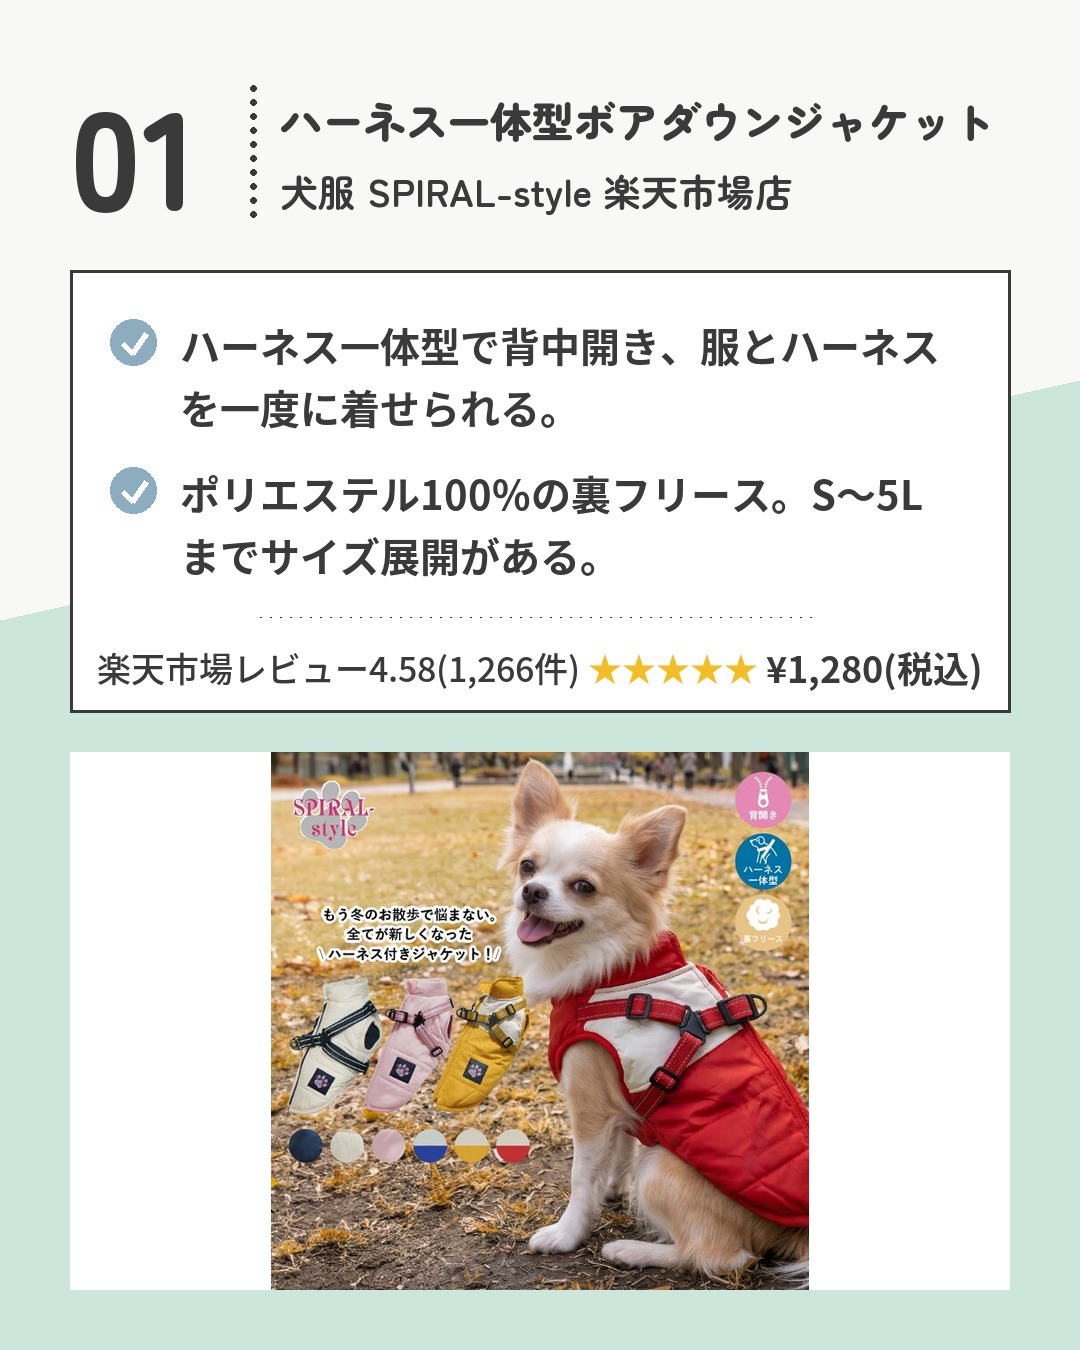 01
ハーネス一体型ボアダウンジャケット
犬服 SPIRAL-style 楽天市場店
ハーネス一体型で背中開き、服とハーネス
を一度に着せられる。
ポリエステル100%の裏フリース。S〜5L
までサイズ展開がある。
楽天市場レビュー4.58(1,266件) ★★★★★ ¥1,280(税込)
SPIRAL-
style
背開き
ハーネス
一体型
裏フリース
もう冬のお散歩で悩まない。
全てが新しくなった
\ハーネス付きジャケット!/